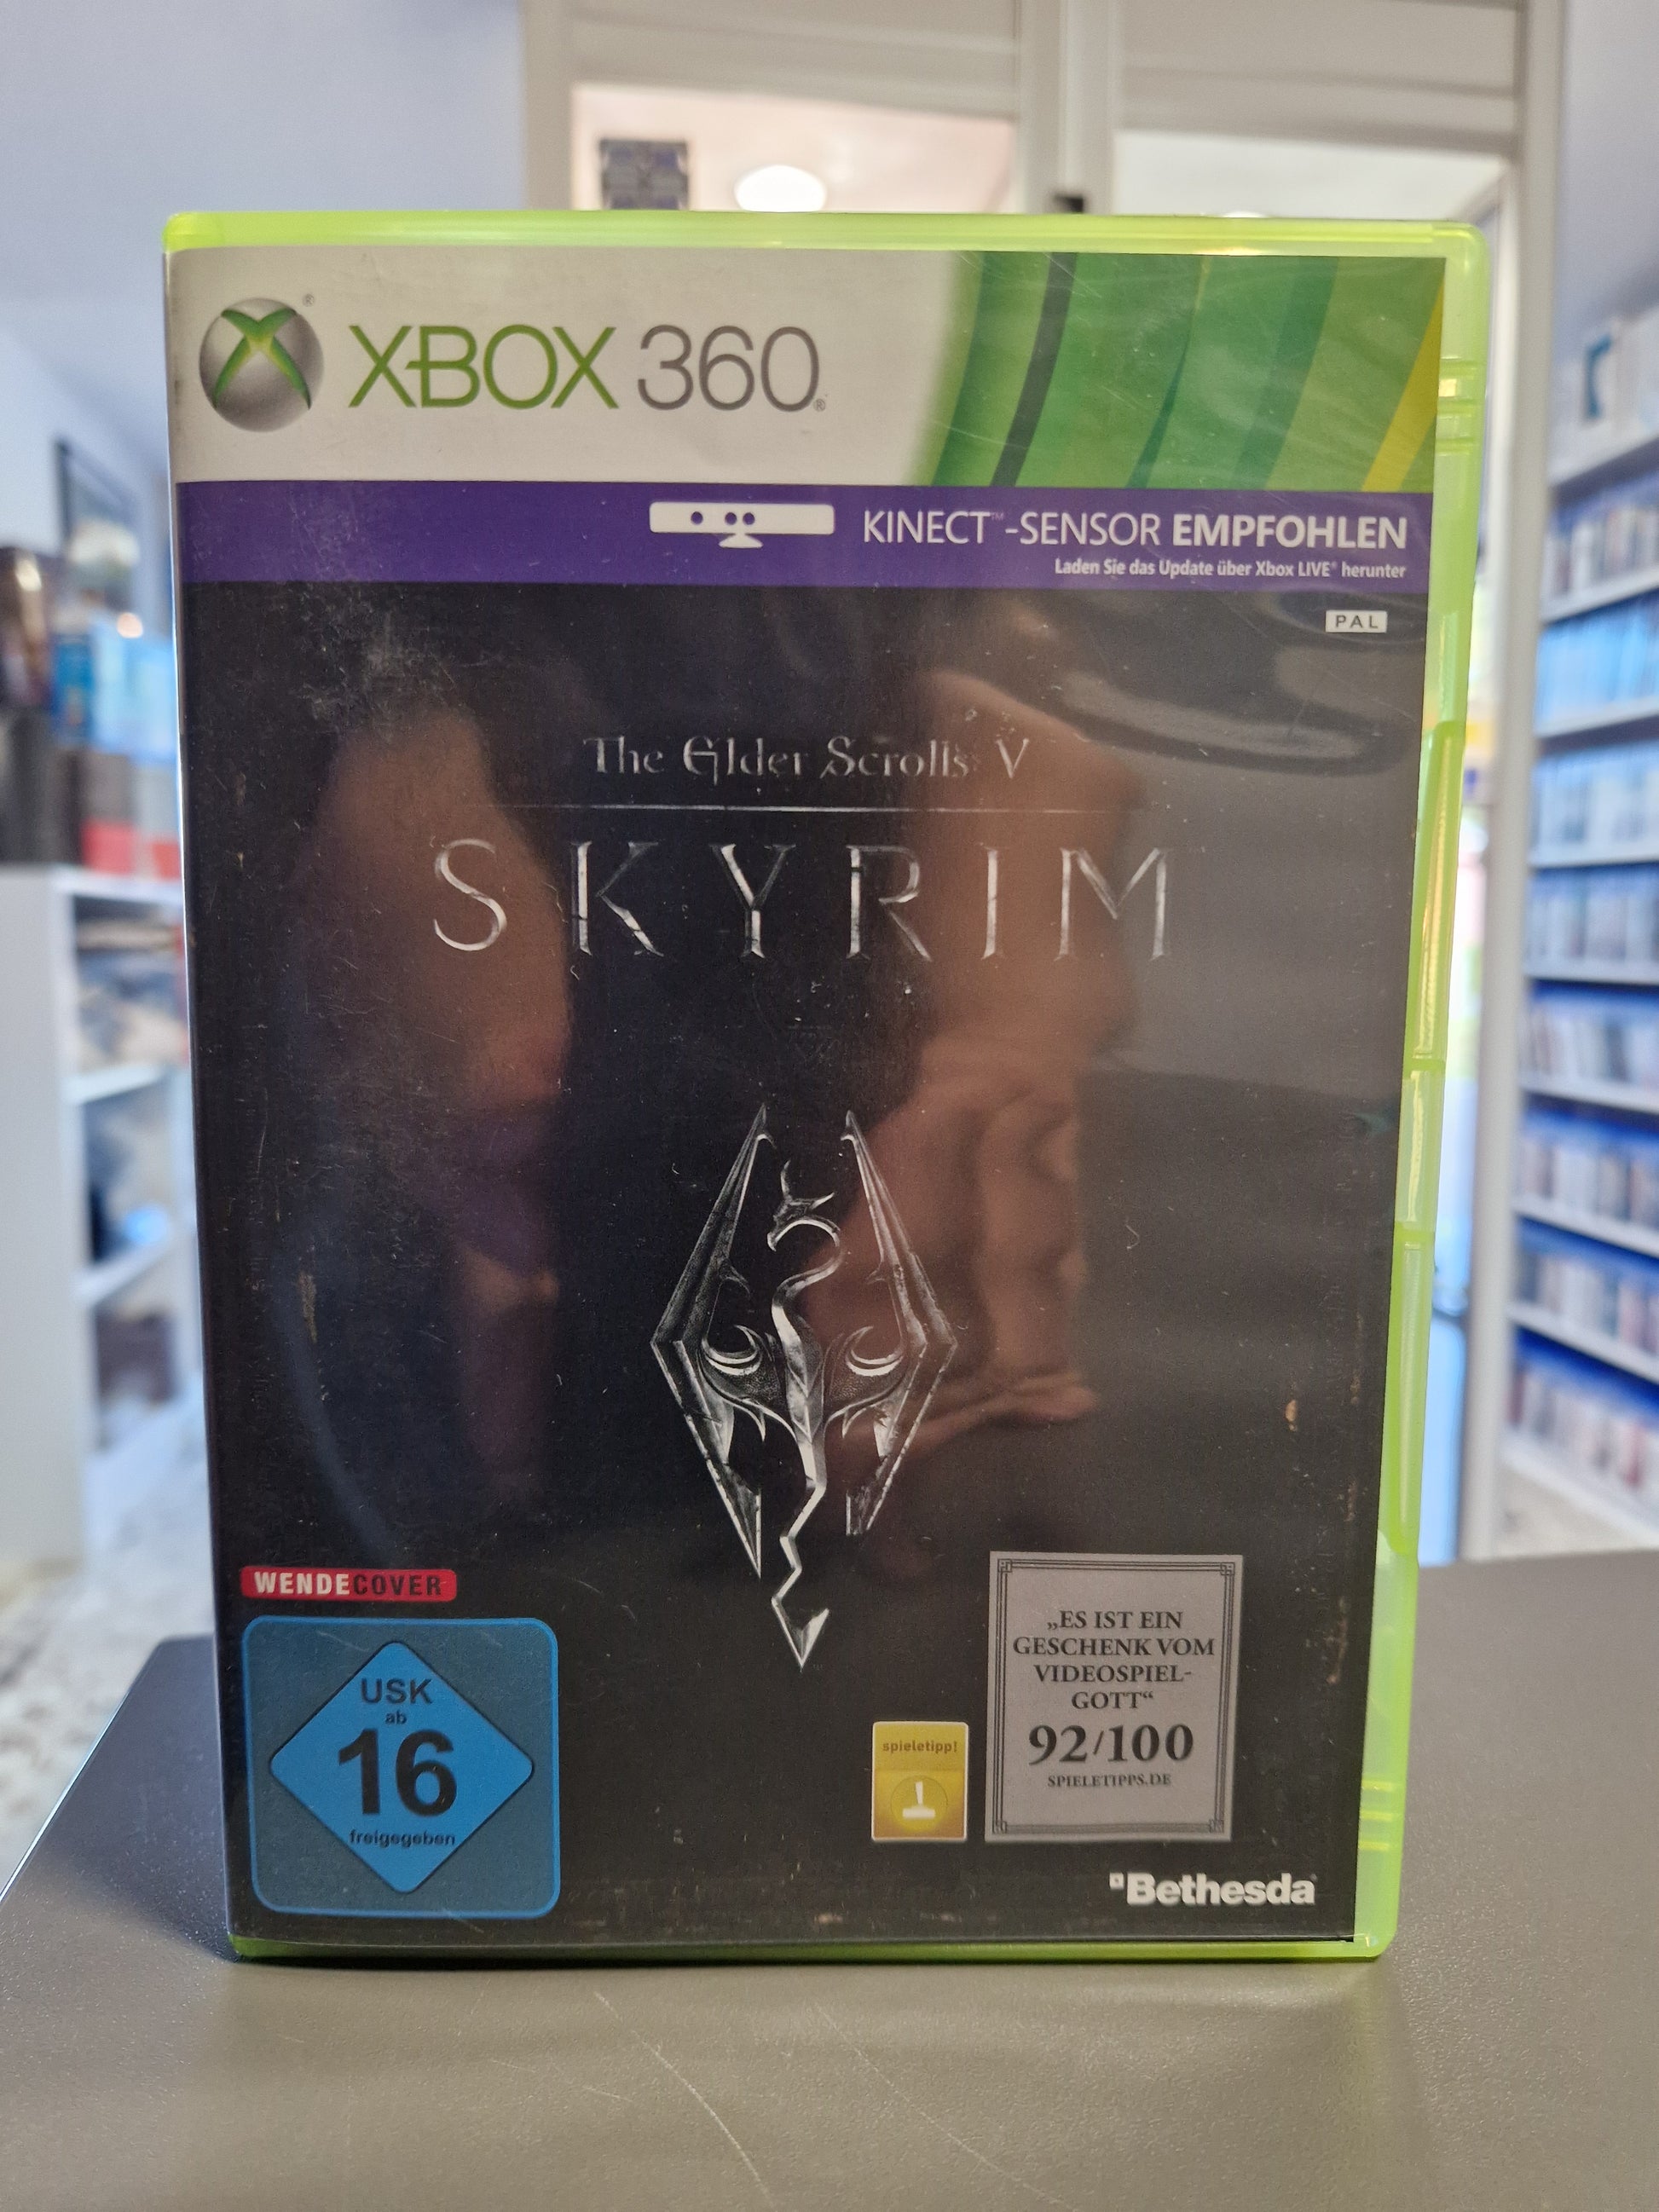 XBOX 360®
KINECT™-SENSOR EMPFOHLEN
Laden Sie das Update über Xbox LIVE® herunter
PAL
The Elder Scrolls V
SKYRIM
WENDECOVER
USK
ab
16
freigegeben
spieletipp!
„ES IST EIN
GESCHENK VOM
VIDEOSPIEL-
GOTT“
92/100
SPIELETIPPS.DE
Bethesda